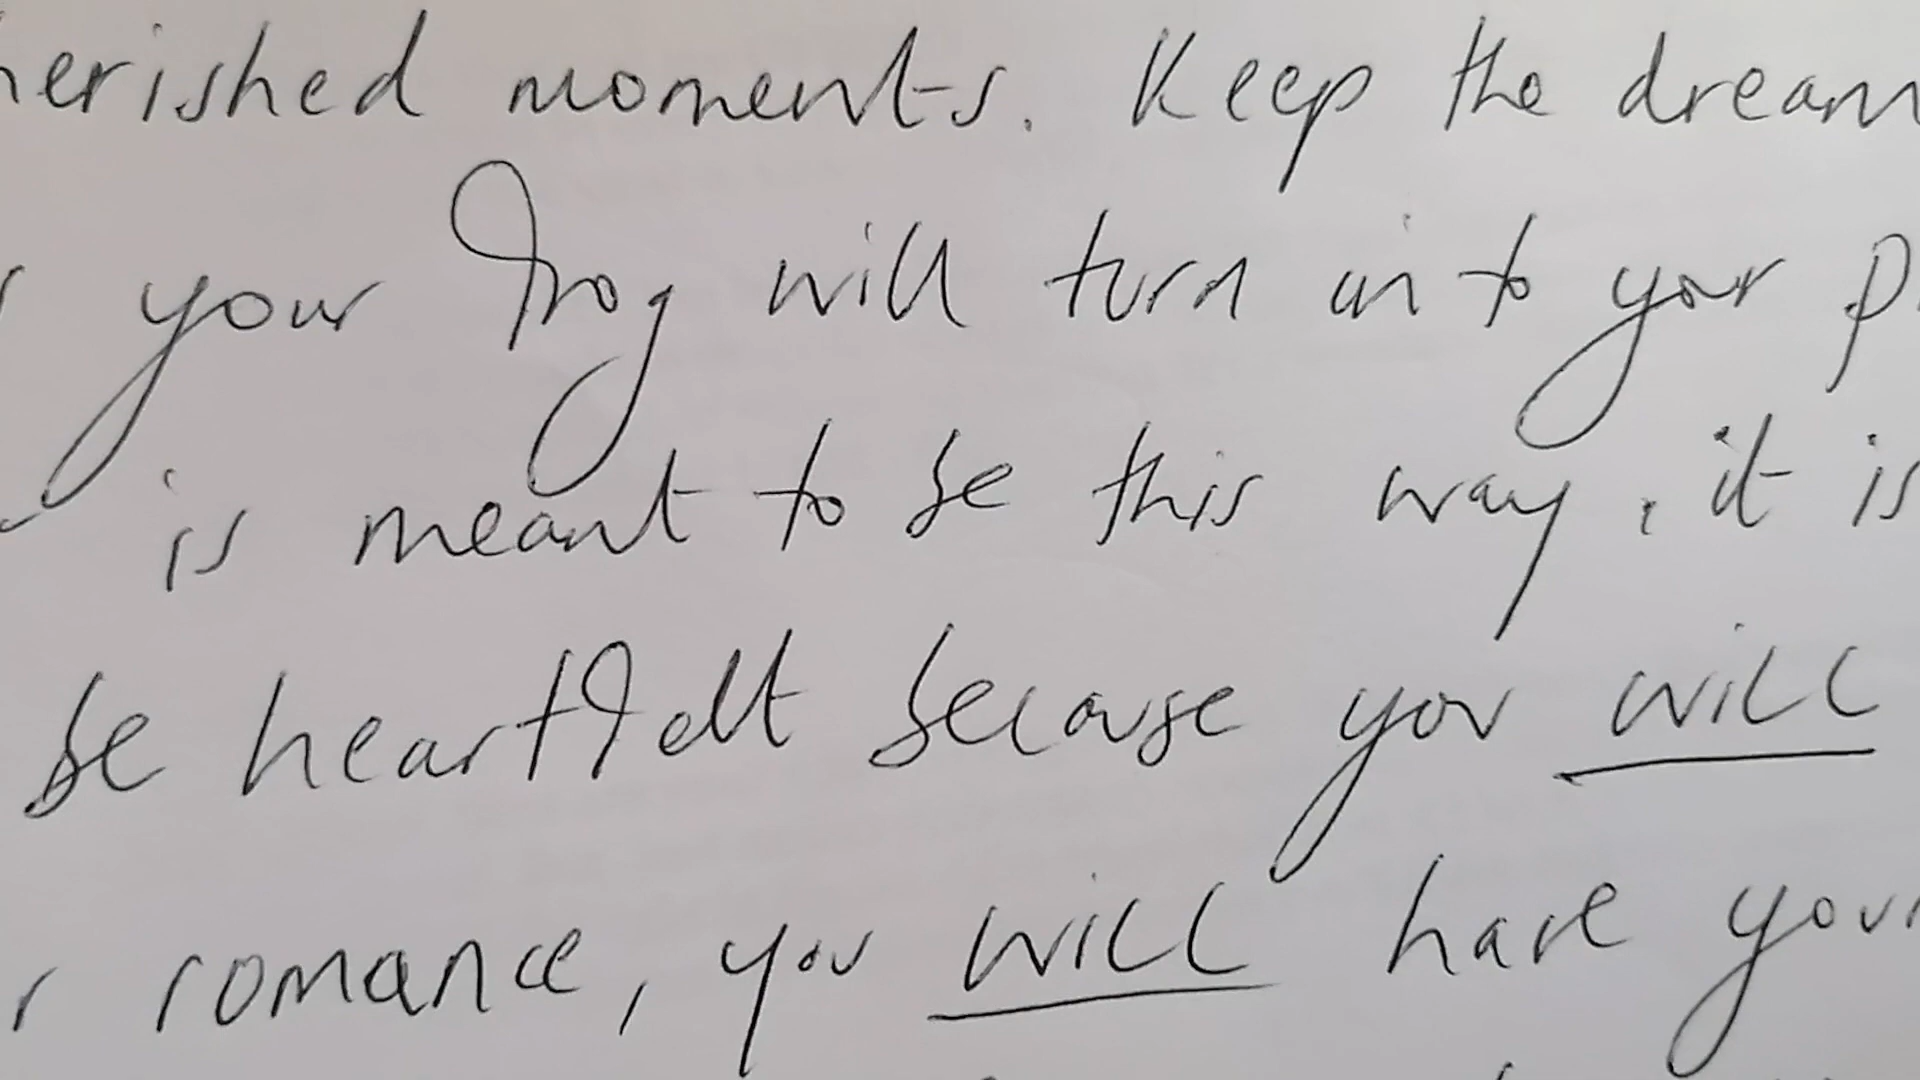 herished moments. Keep the dream
your frog will turn in to your p
is meant to be this way, it is
be heartfelt because you will
r romance, you will have your